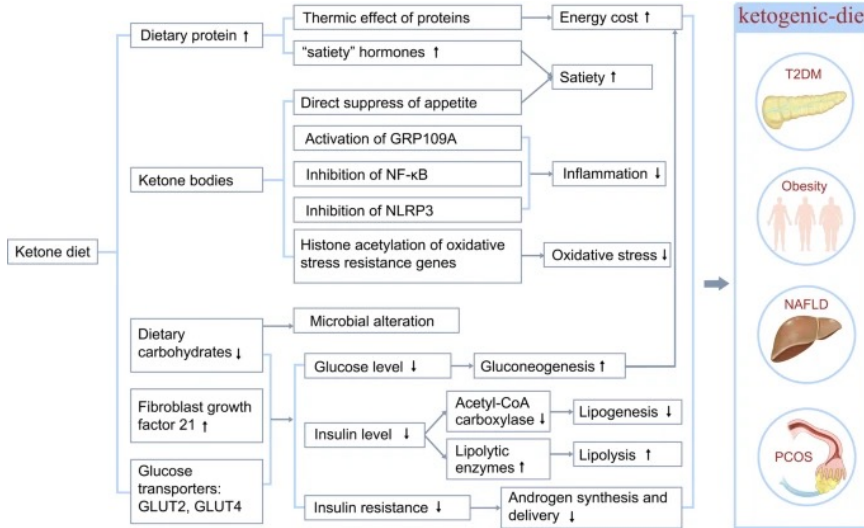 ketogenic-die
Thermic effect of proteins
Energy cost ↑
Dietary protein ↑
"satiety" hormones ↑
Satiety ↑
Direct suppress of appetite
Activation of GRP109A
Ketone bodies
Inhibition of NF-κB
Inflammation ↓
Inhibition of NLRP3
Ketone diet
Histone acetylation of oxidative
stress resistance genes
Oxidative stress ↓
Dietary
carbohydrates ↓
Microbial alteration
Glucose level ↓
Gluconeogenesis ↑
Fibroblast growth
factor 21 ↑
Insulin level ↓
Acetyl-CoA
carboxylase ↓
Lipogenesis ↓
Lipolytic
enzymes ↑
Lipolysis ↑
Glucose
transporters:
GLUT2, GLUT4
Insulin resistance ↓
Androgen synthesis and
delivery ↓
T2DM
Obesity
NAFLD
PCOS